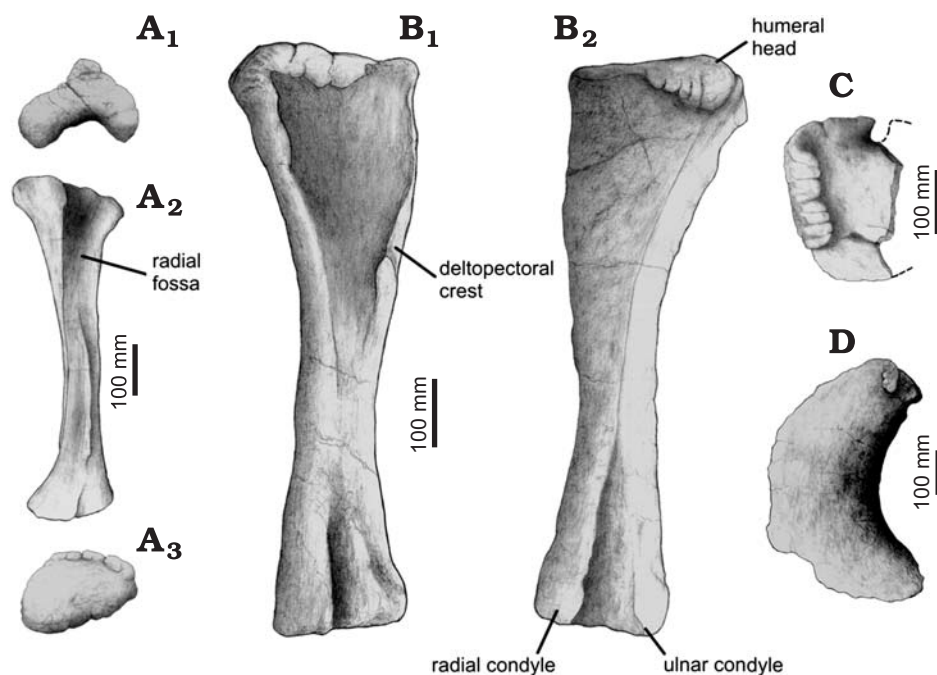 A1
B1
B2
humeral
head
C
100 mm
A2
radial
fossa
deltopectoral
crest
100 mm
100 mm
D
100 mm
A3
radial condyle
ulnar condyle